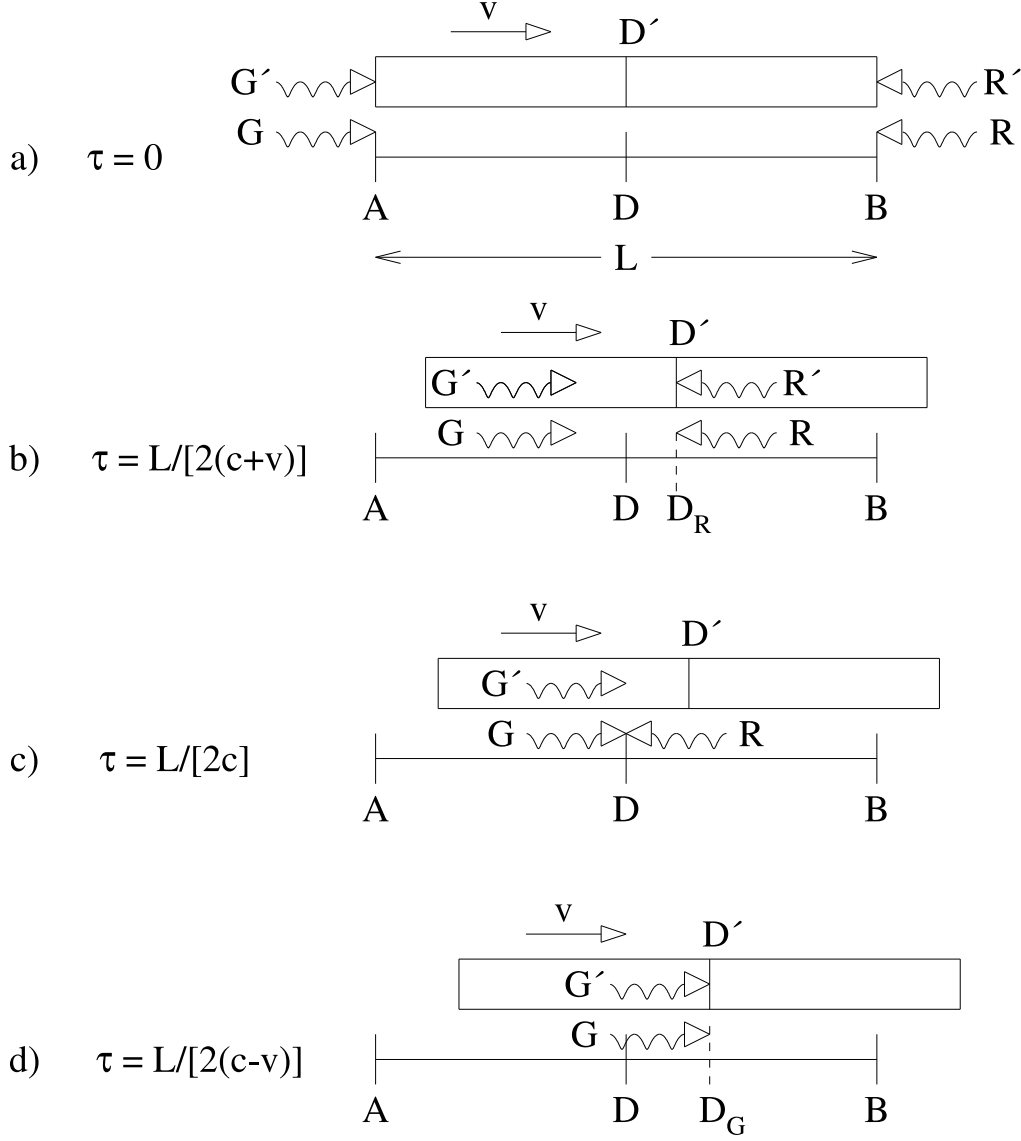 v
D´
G´ R´
G R
a) τ = 0
A D B
L
v
D´
G´ R´
G R
b) τ = L/[2(c+v)]
A D D_R B
v
D´
G´
G R
c) τ = L/[2c]
A D B
v
D´
G´
G
d) τ = L/[2(c-v)]
A D D_G B